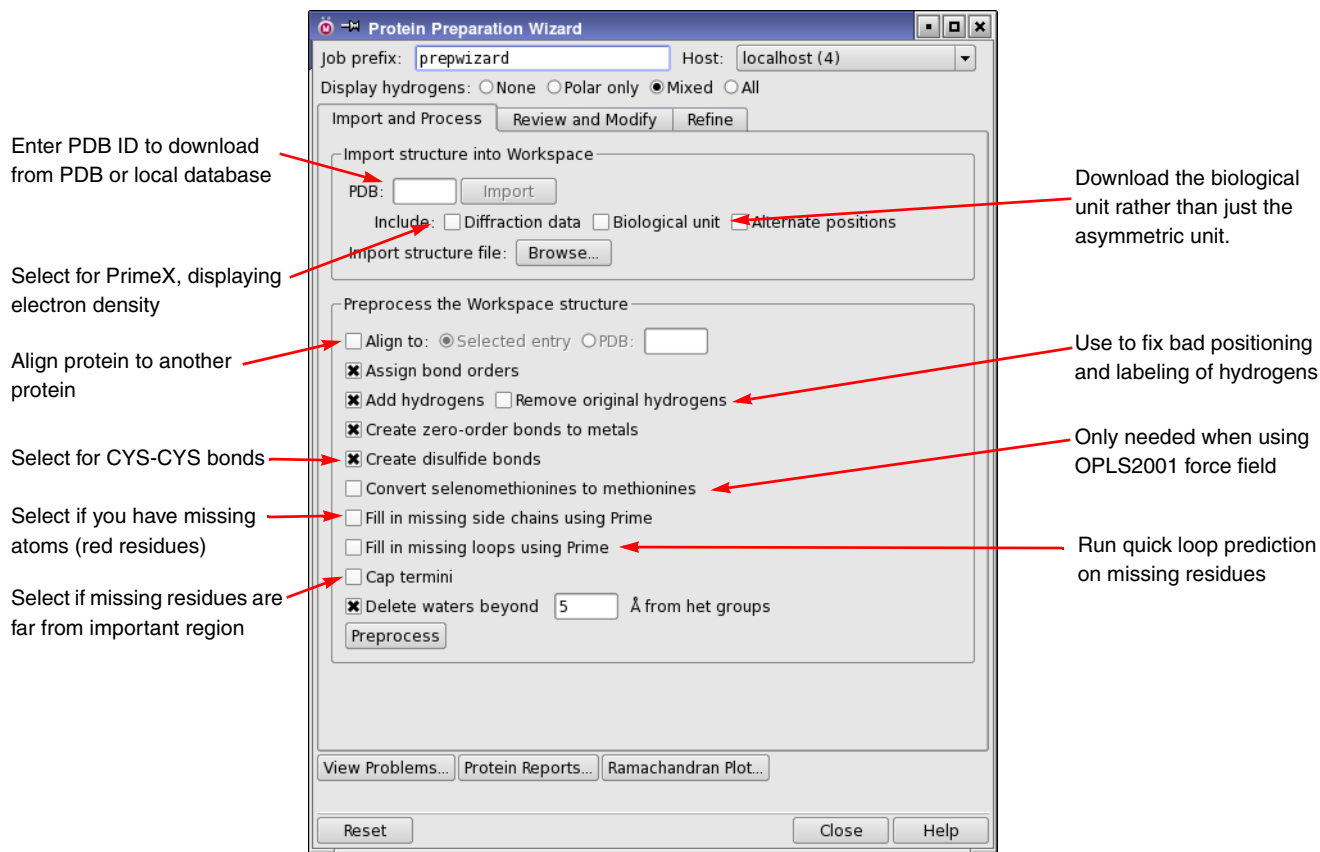 Protein Preparation Wizard
Job prefix: prepwizard Host: localhost (4)
Display hydrogens: None Polar only Mixed All
Import and Process Review and Modify Refine
Enter PDB ID to download
from PDB or local database
Import structure into Workspace
PDB: Import
Include: Diffraction data Biological unit Alternate positions
Import structure file: Browse...
Download the biological
unit rather than just the
asymmetric unit.
Select for PrimeX, displaying
electron density
Preprocess the Workspace structure
Align to: Selected entry PDB:
Assign bond orders
Add hydrogens Remove original hydrogens
Create zero-order bonds to metals
Create disulfide bonds
Convert selenomethionines to methionines
Fill in missing side chains using Prime
Fill in missing loops using Prime
Cap termini
Delete waters beyond 5 Å from het groups
Preprocess
Align protein to another
protein
Use to fix bad positioning
and labeling of hydrogens
Select for CYS-CYS bonds
Only needed when using
OPLS2001 force field
Select if you have missing
atoms (red residues)
Run quick loop prediction
on missing residues
Select if missing residues are
far from important region
View Problems... Protein Reports... Ramachandran Plot...
Reset Close Help